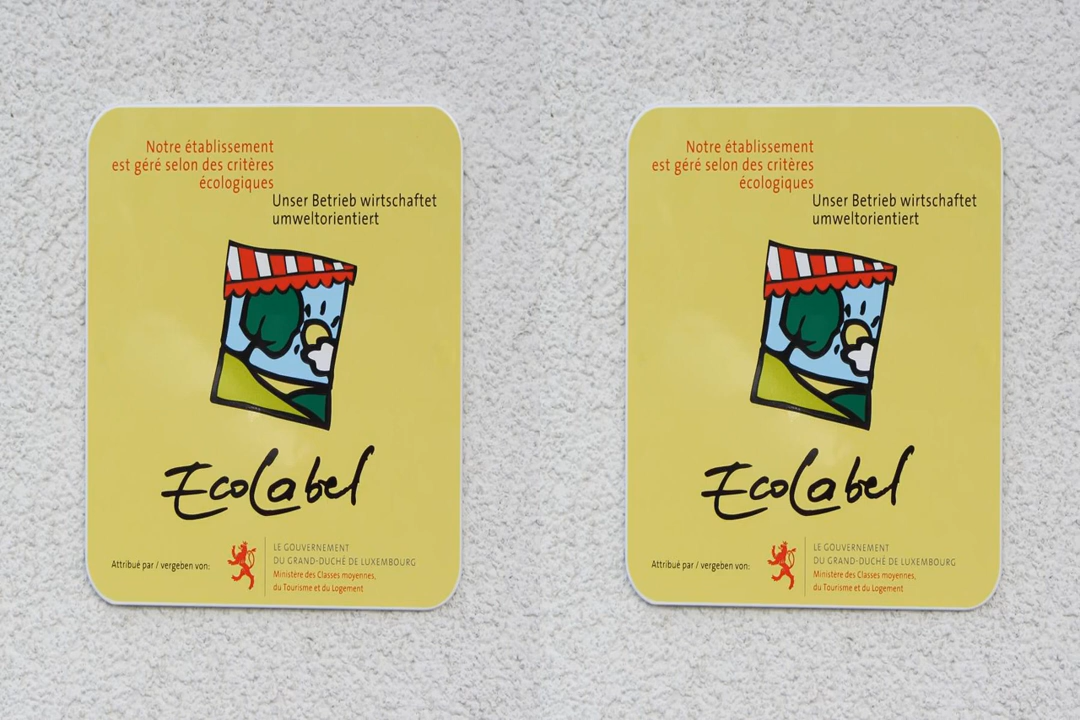 Notre établissement
est géré selon des critères
écologiques
Unser Betrieb wirtschaftet
umweltorientiert
EcoLabel
Attribué par / vergeben von:
LE GOUVERNEMENT
DU GRAND-DUCHÉ DE LUXEMBOURG
Ministère des Classes moyennes,
du Tourisme et du Logement
Notre établissement
est géré selon des critères
écologiques
Unser Betrieb wirtschaftet
umweltorientiert
EcoLabel
Attribué par / vergeben von:
LE GOUVERNEMENT
DU GRAND-DUCHÉ DE LUXEMBOURG
Ministère des Classes moyennes,
du Tourisme et du Logement